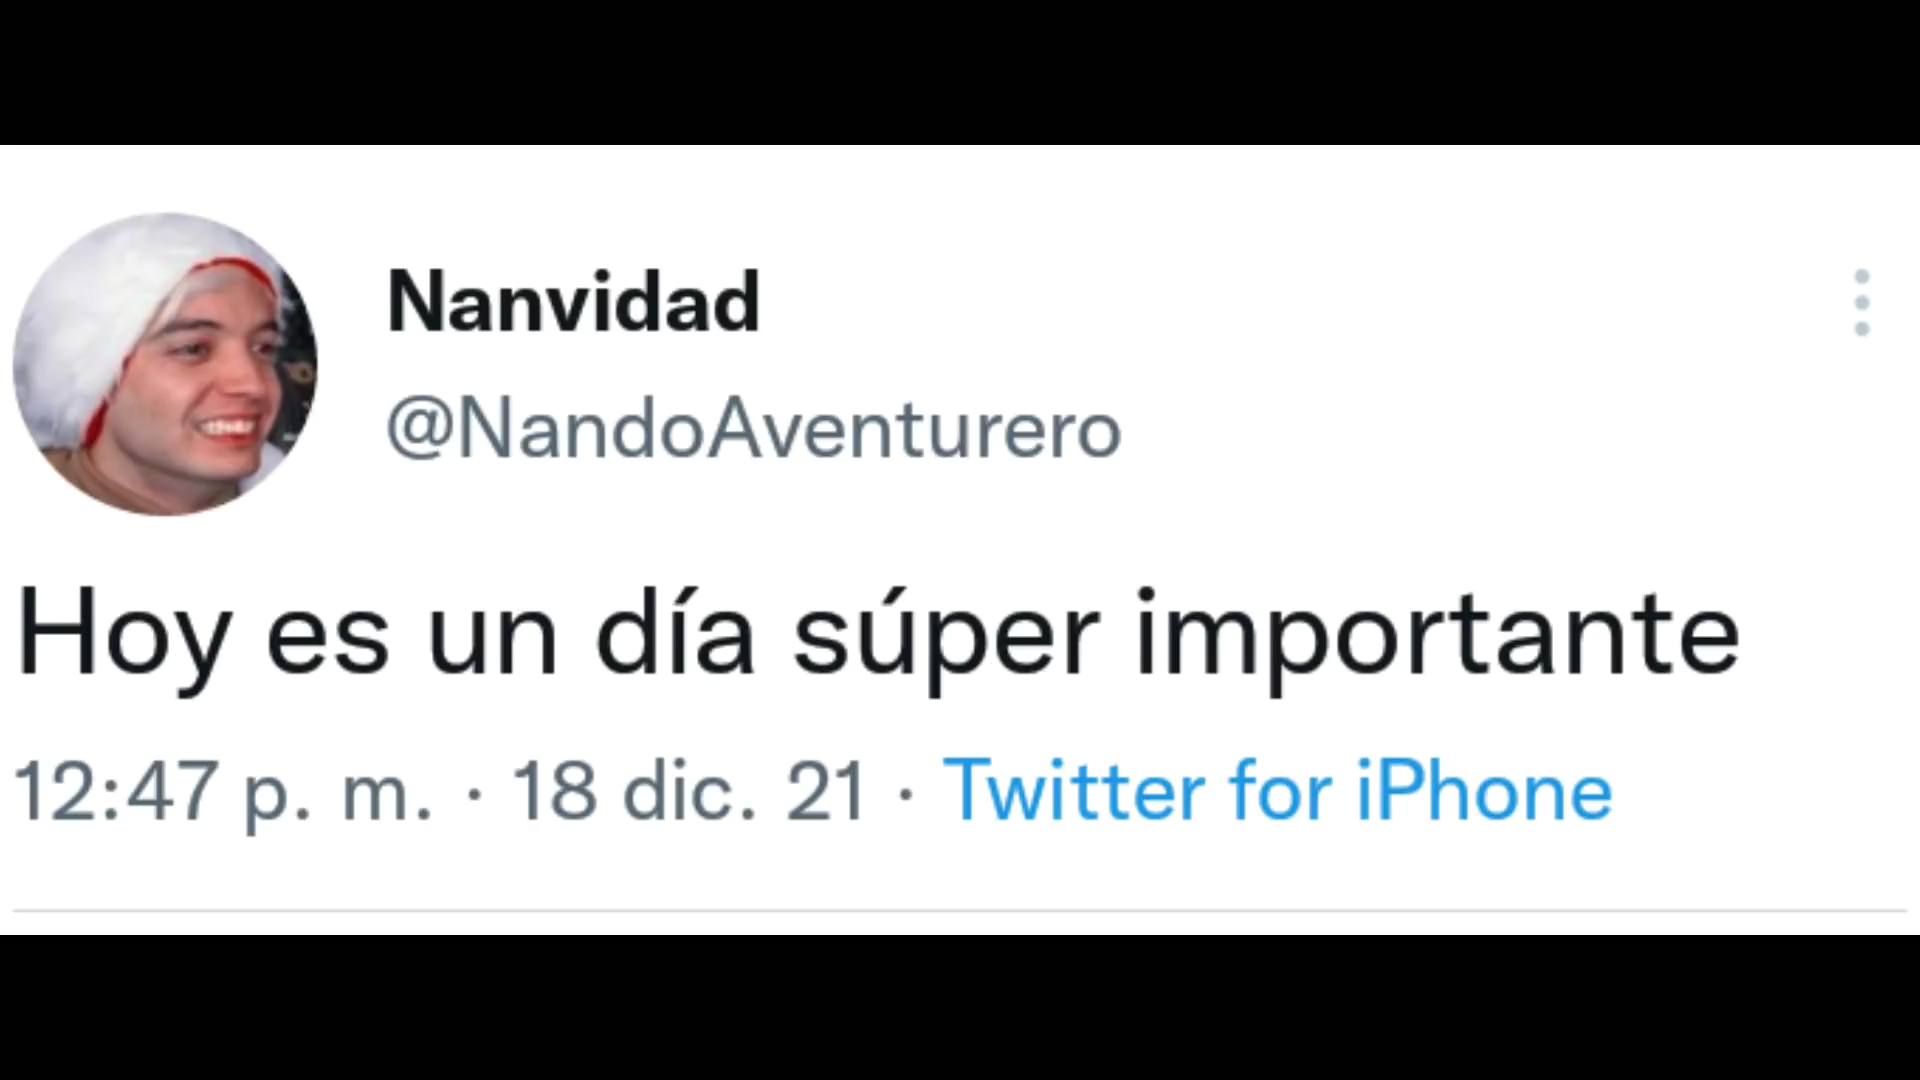 Nanvidad
@NandoAventurero
Hoy es un día súper importante
12:47 p. m. · 18 dic. 21 · Twitter for iPhone